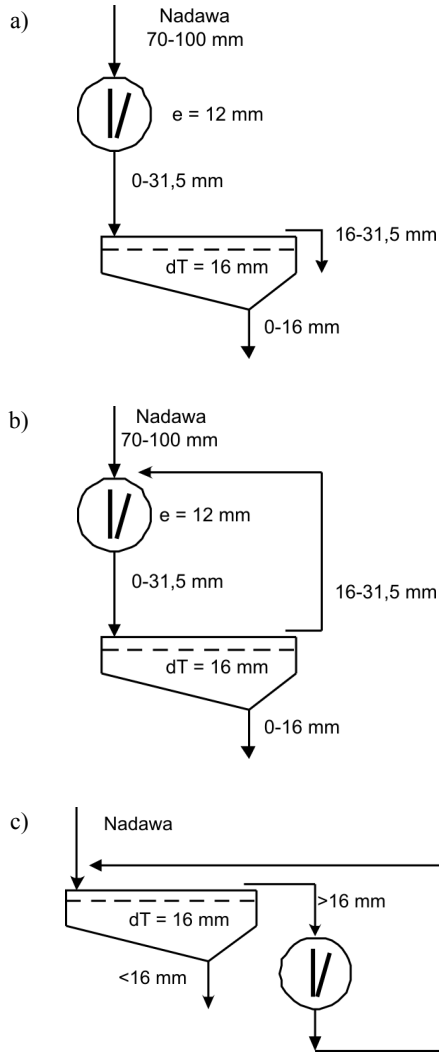 a)
Nadawa
70-100 mm
e = 12 mm
0-31,5 mm
16-31,5 mm
dT = 16 mm
0-16 mm
b)
Nadawa
70-100 mm
e = 12 mm
0-31,5 mm
16-31,5 mm
dT = 16 mm
0-16 mm
c)
Nadawa
>16 mm
dT = 16 mm
<16 mm